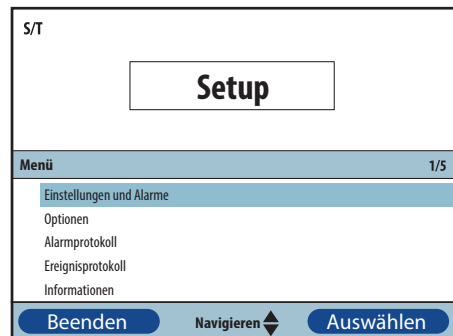 S/T
Setup
Menü 1/5
Einstellungen und Alarme
Optionen
Alarmprotokoll
Ereignisprotokoll
Informationen
Beenden Navigieren Auswählen